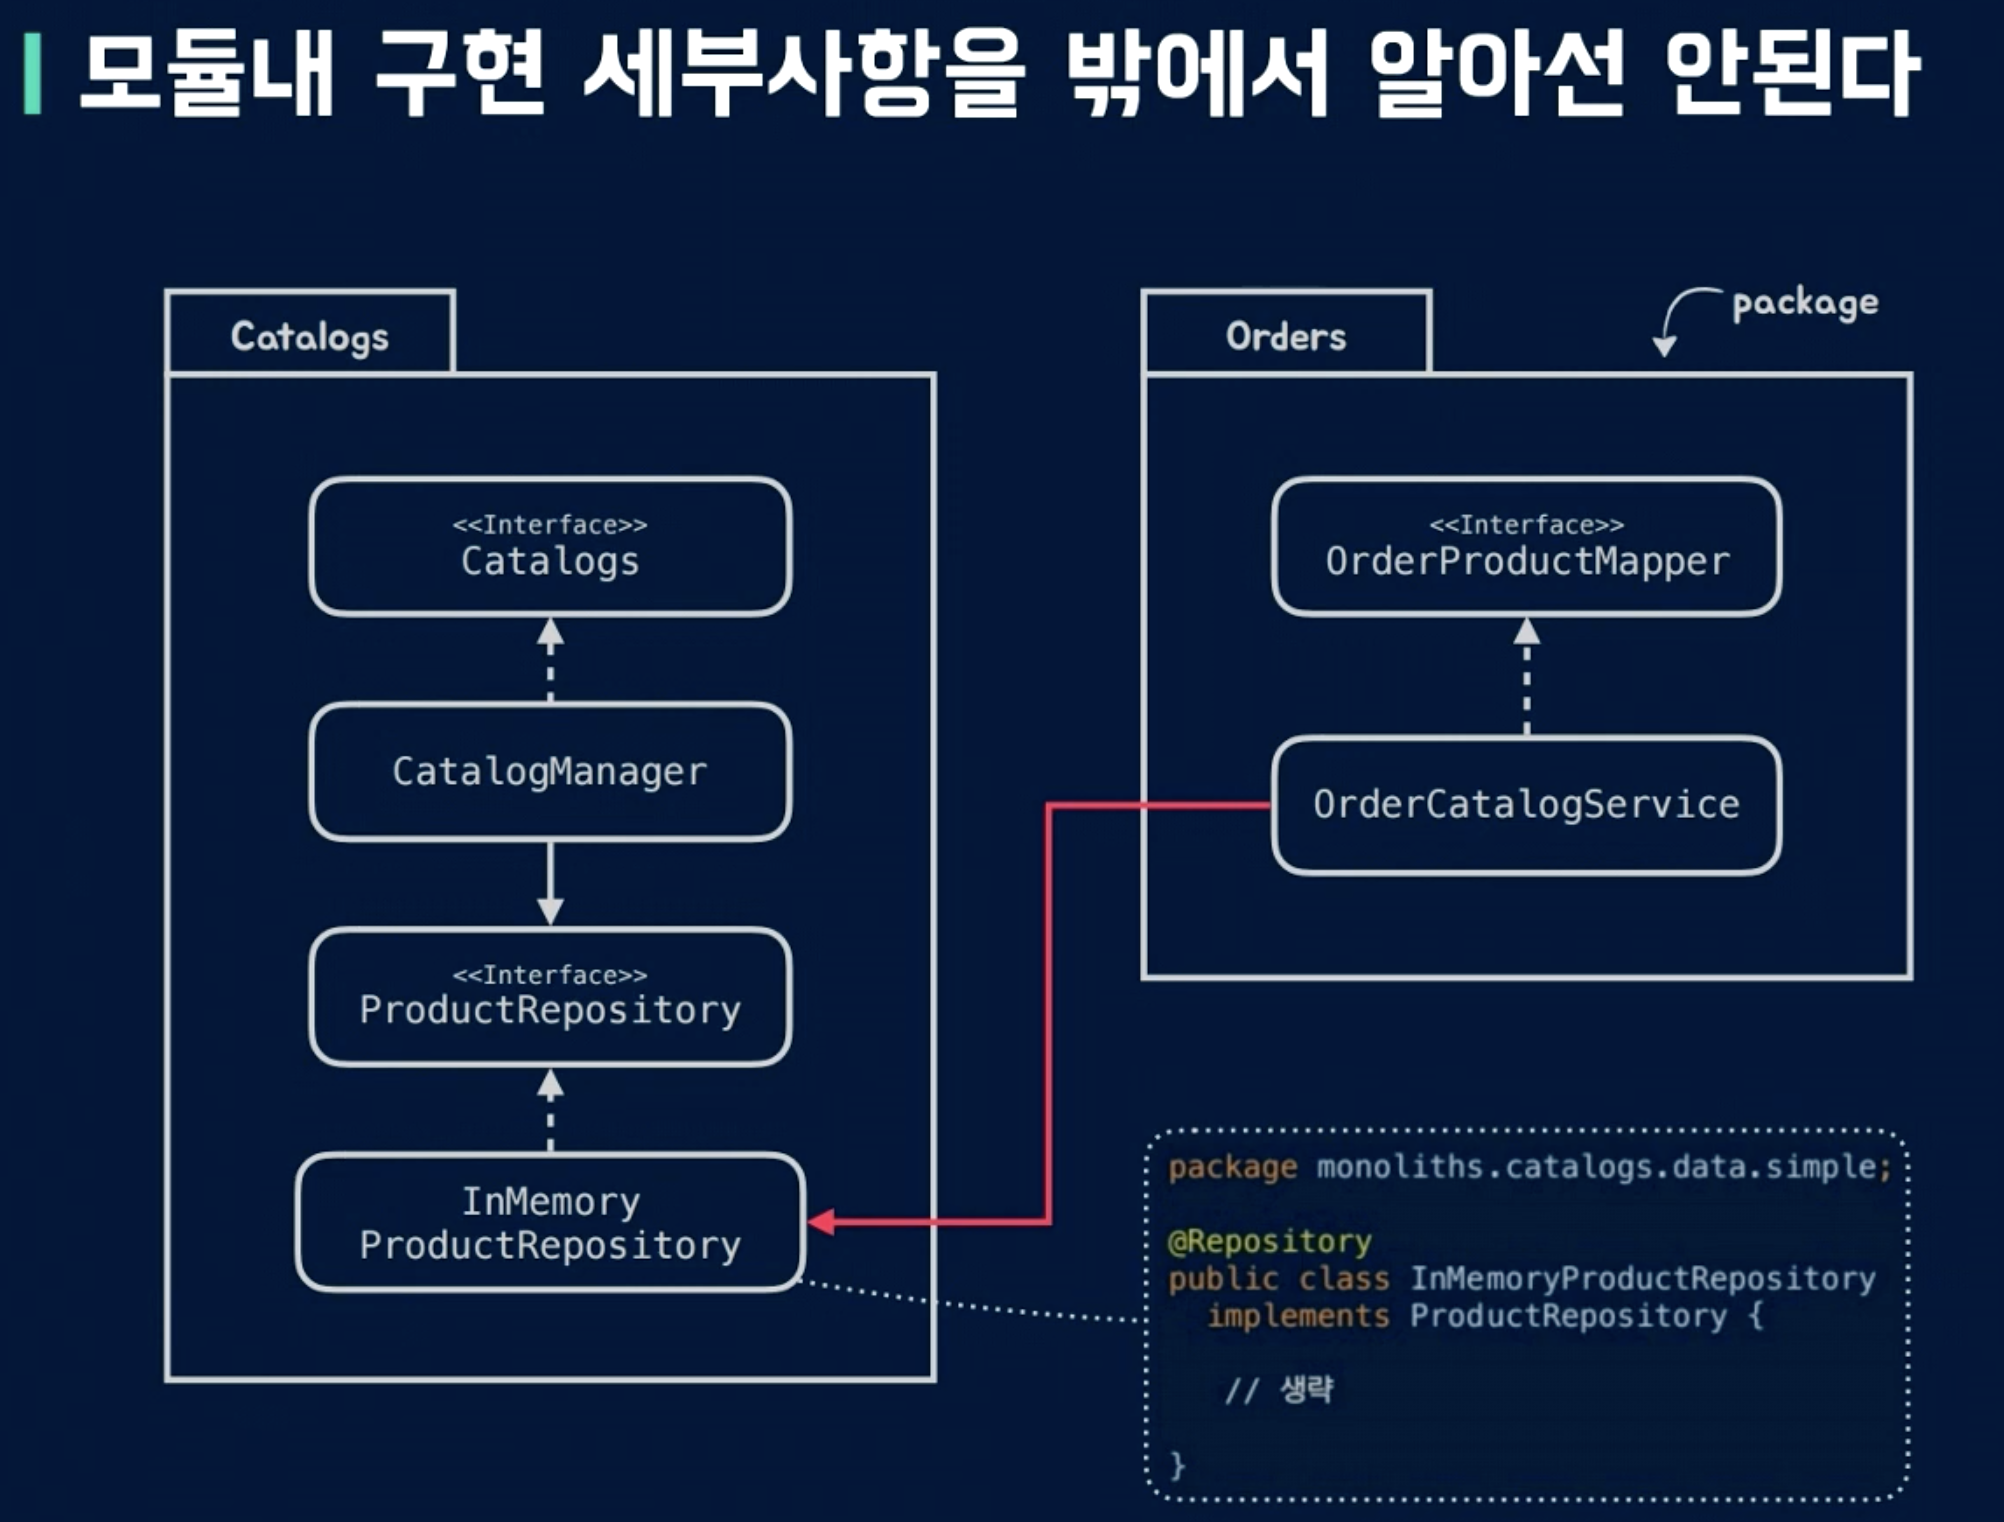 모듈내 구현 세부사항을 밖에서 알아선 안된다
package
Catalogs
<<Interface>>
Catalogs
CatalogManager
<<Interface>>
ProductRepository
InMemory
ProductRepository
Orders
<<Interface>>
OrderProductMapper
OrderCatalogService
package monoliths.catalogs.data.simple;
@Repository
public class InMemoryProductRepository
implements ProductRepository {
// 생략
}